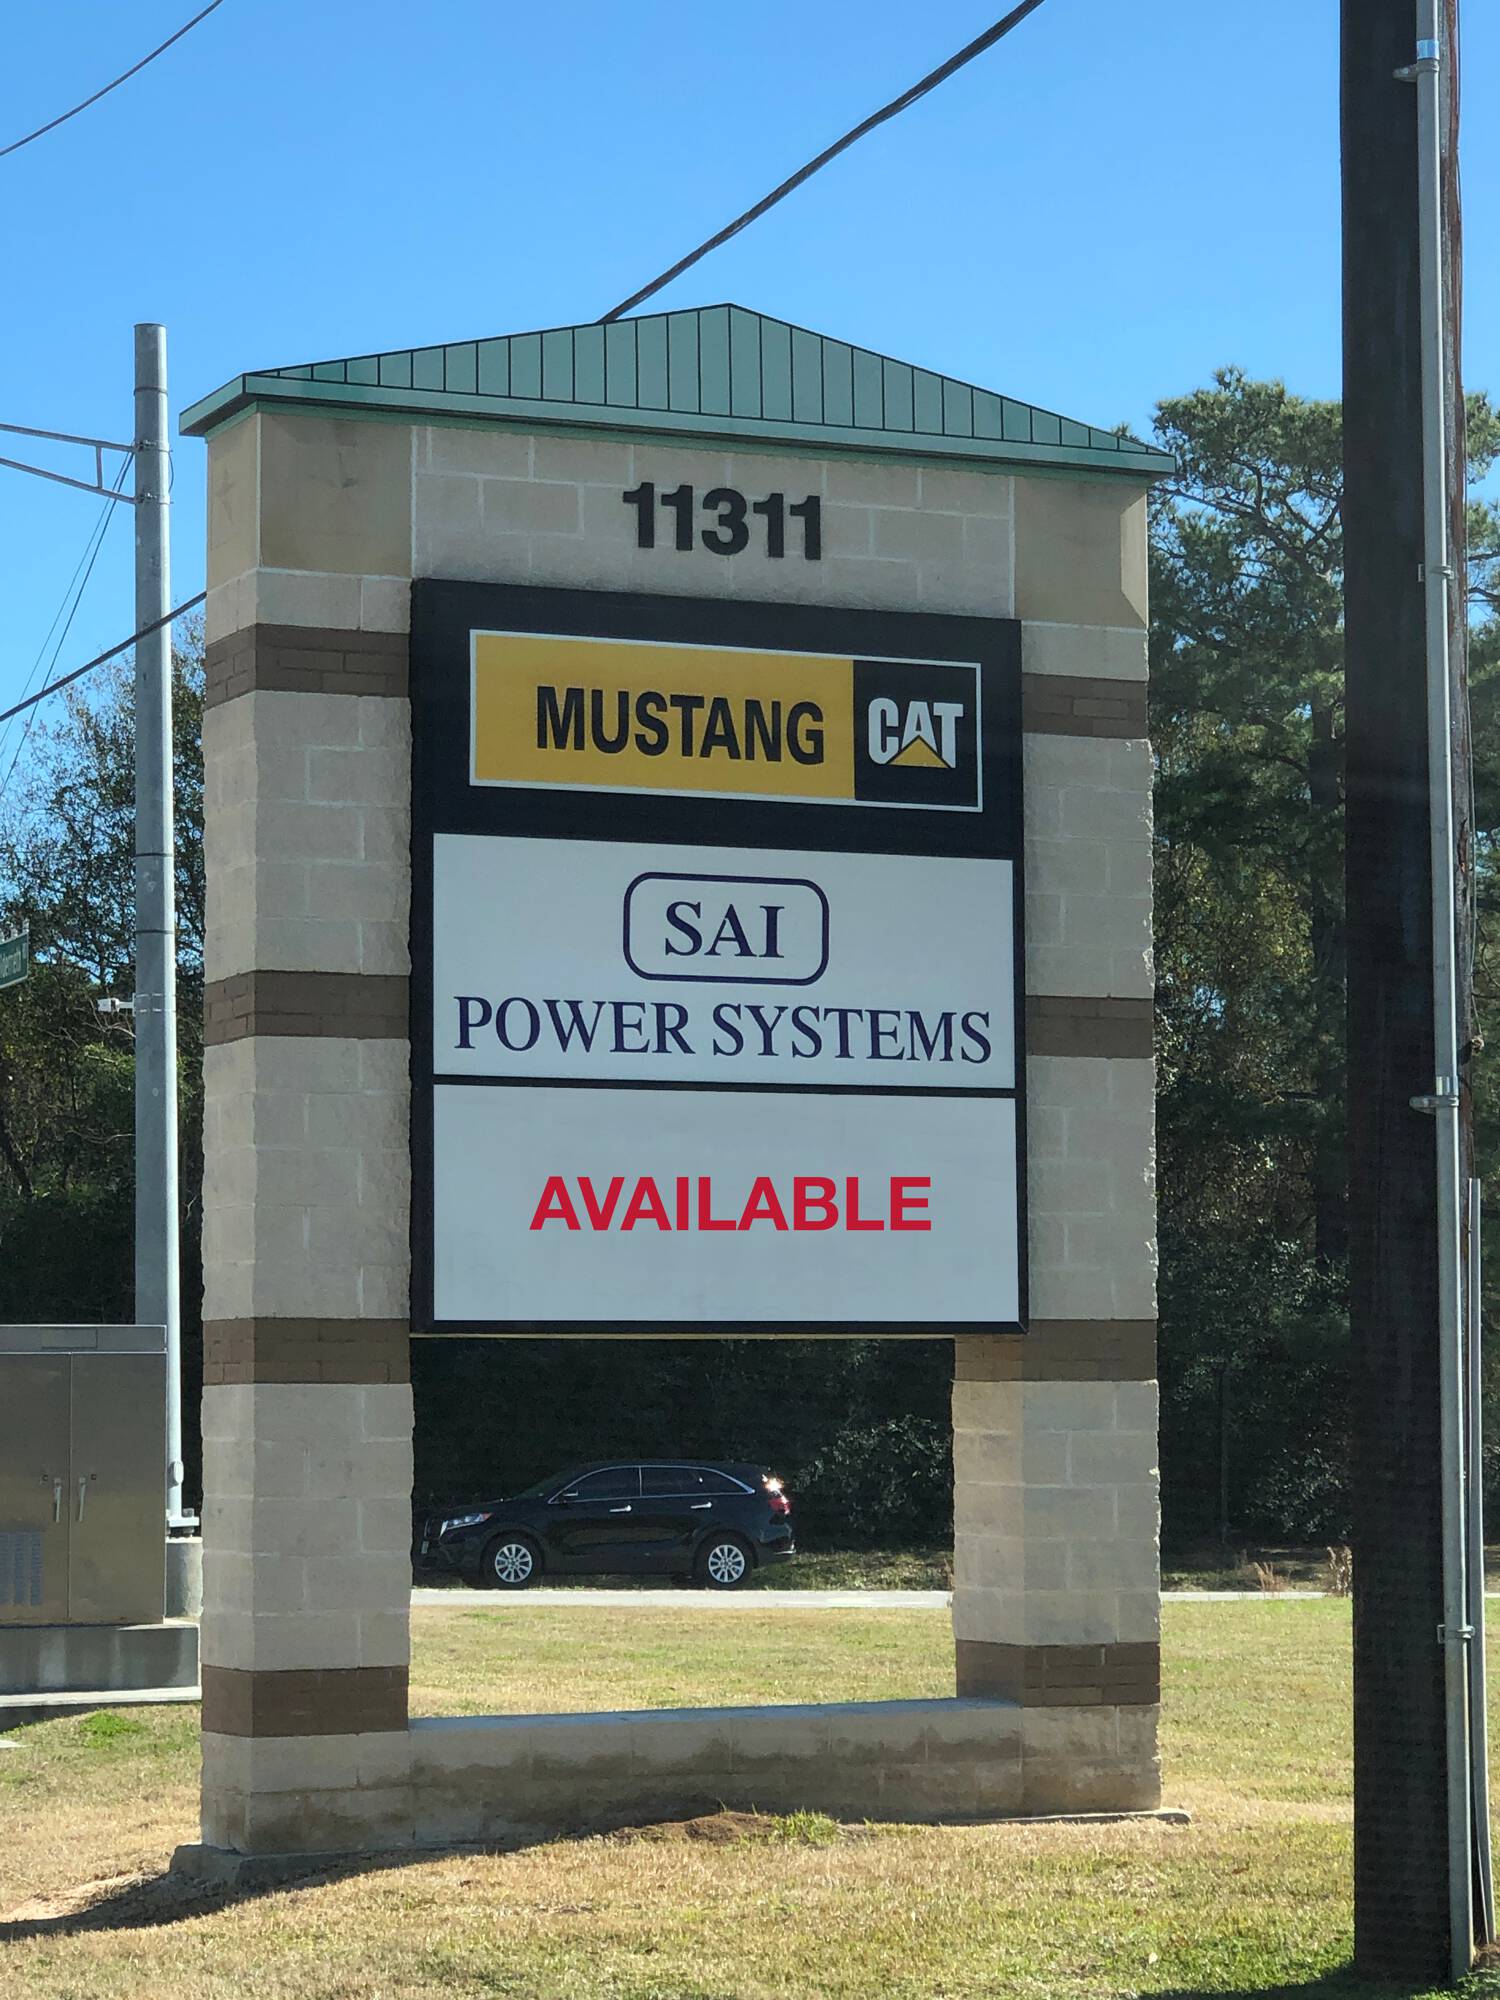 11311
MUSTANG CAT
SAI
POWER SYSTEMS
AVAILABLE